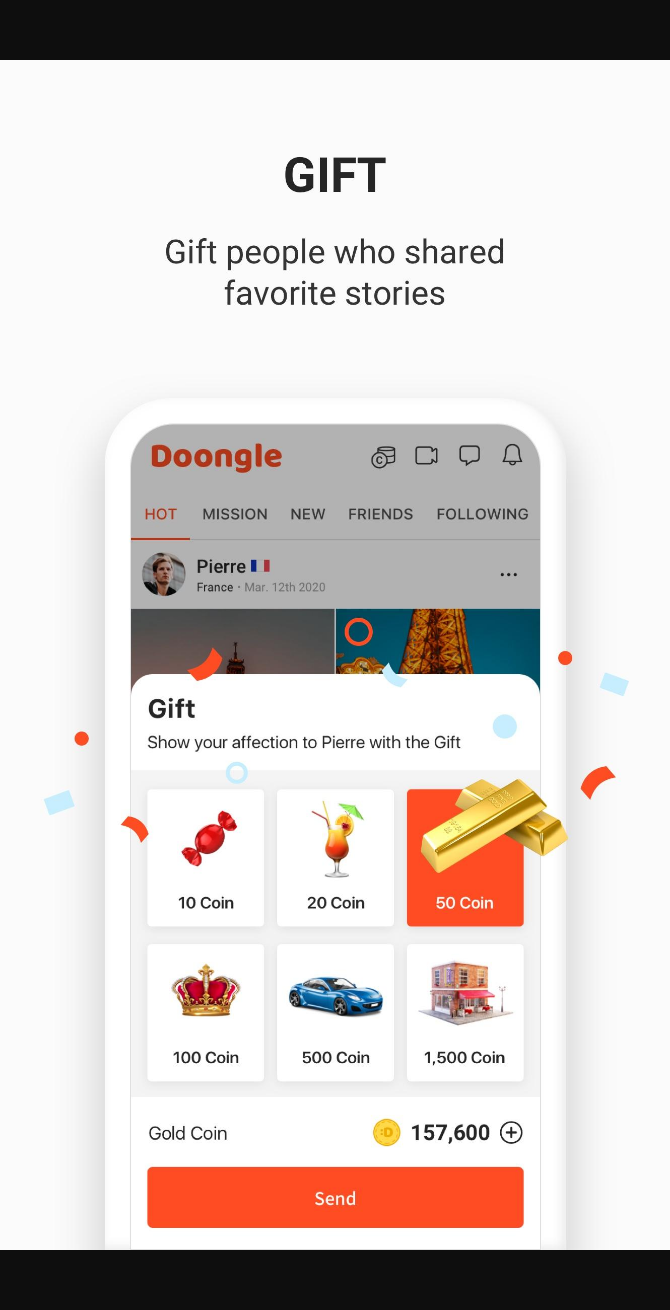 GIFT
Gift people who shared
favorite stories
Doongle
HOT MISSION NEW FRIENDS FOLLOWING
Pierre
France · Mar. 12th 2020
Gift
Show your affection to Pierre with the Gift
10 Coin 20 Coin 50 Coin
100 Coin 500 Coin 1,500 Coin
Gold Coin 157,600
Send